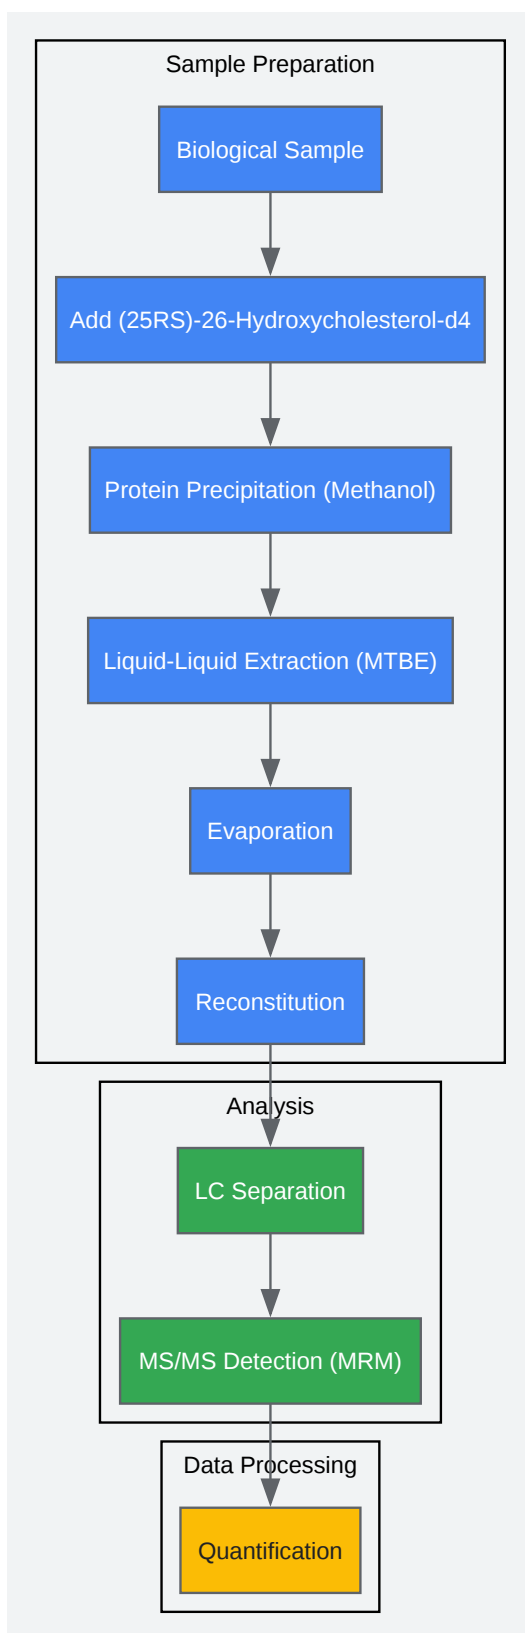 Sample Preparation
Biological Sample
Add (25RS)-26-Hydroxycholesterol-d4
Protein Precipitation (Methanol)
Liquid-Liquid Extraction (MTBE)
Evaporation
Reconstitution
Analysis
LC Separation
MS/MS Detection (MRM)
Data Processing
Quantification